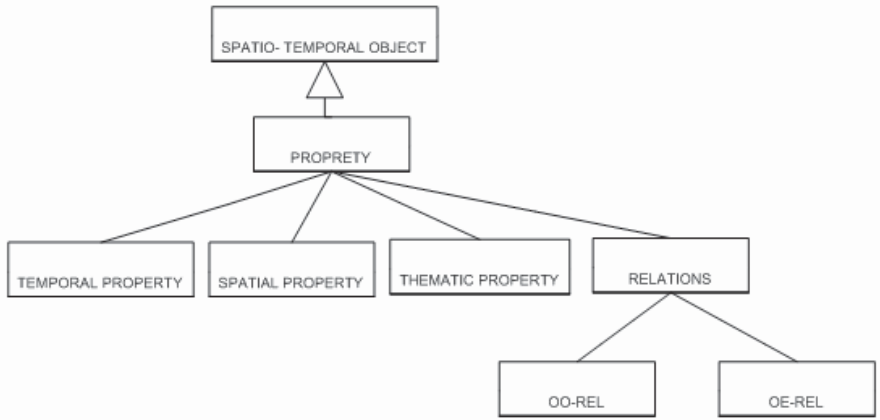 SPATIO- TEMPORAL OBJECT
PROPRETY
TEMPORAL PROPERTY
SPATIAL PROPERTY
THEMATIC PROPERTY
RELATIONS
OO-REL
OE-REL